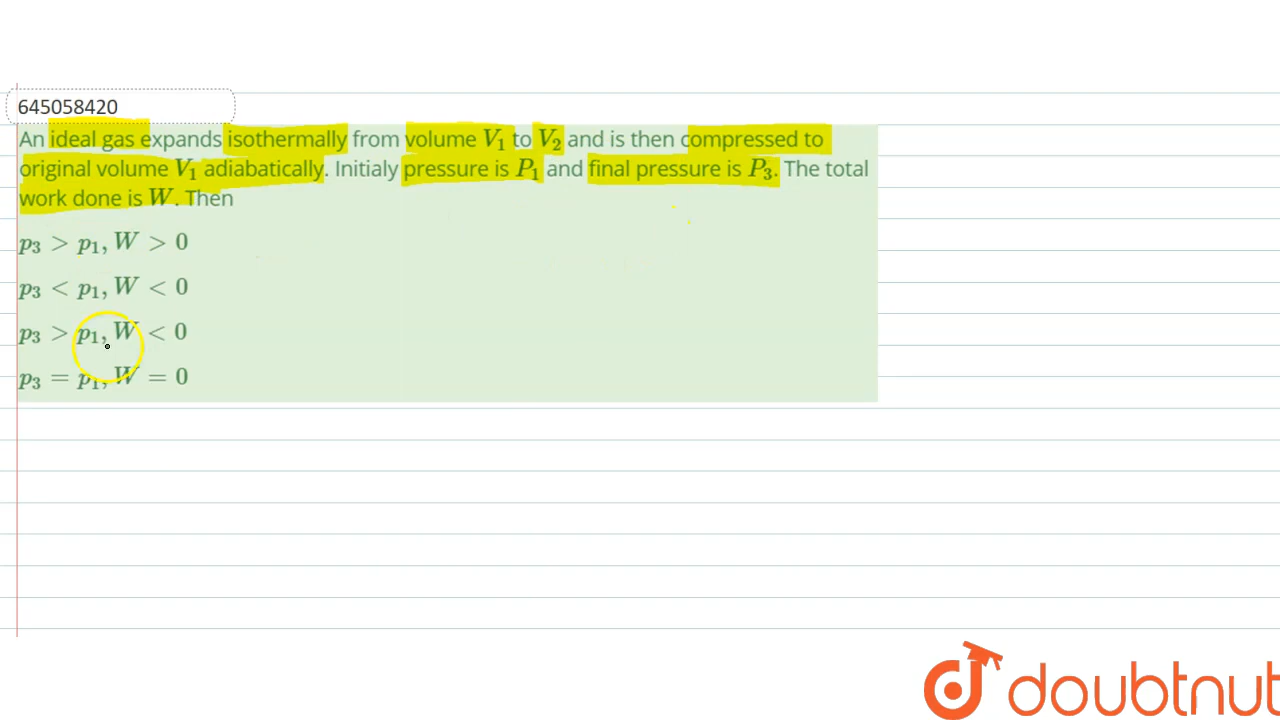 645058420
An ideal gas expands isothermally from volume V₁ to V₂ and is then compressed to
original volume V₁ adiabatically. Initialy pressure is P₁ and final pressure is P₃. The total
work done is W. Then
p₃ > p₁, W > 0
p₃ < p₁, W < 0
p₃ > p₁, W < 0
p₃ = p₁, W = 0
doubtnut